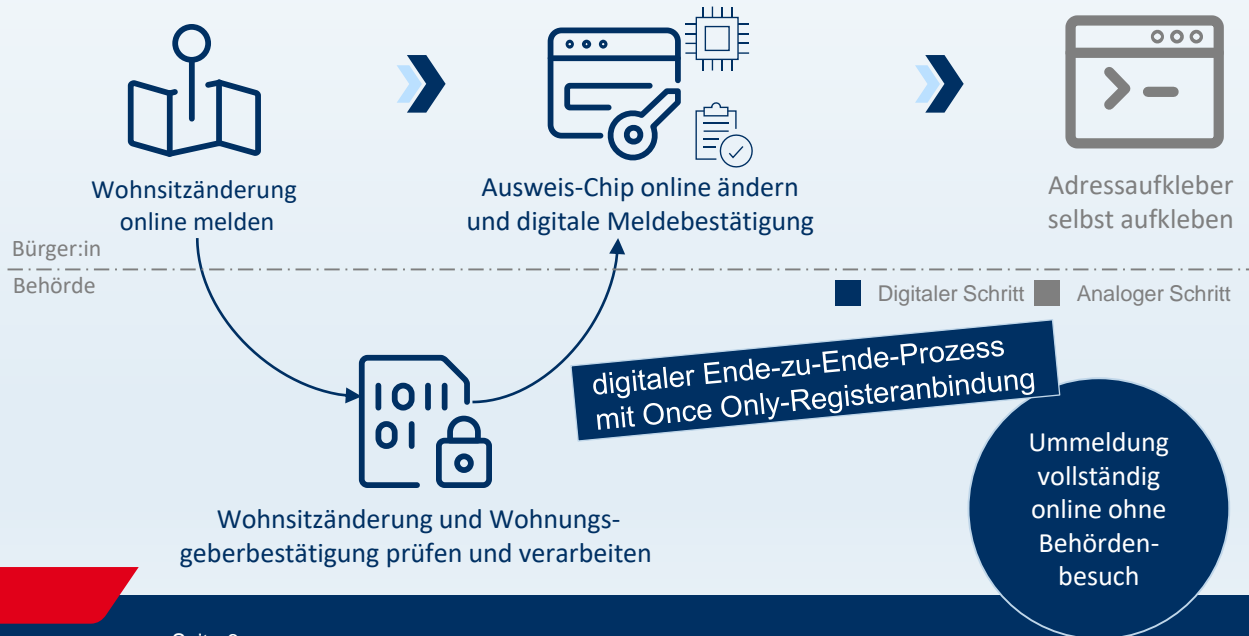 Wohnsitzänderung
online melden
Ausweis-Chip online ändern
und digitale Meldebestätigung
Adressaufkleber
selbst aufkleben
Bürger:in
Behörde
Digitaler Schritt
Analoger Schritt
digitaler Ende-zu-Ende-Prozess
mit Once Only-Registeranbindung
1011
01
Wohnsitzänderung und Wohnungs-
geberbestätigung prüfen und verarbeiten
Ummeldung
vollständig
online ohne
Behörden-
besuch